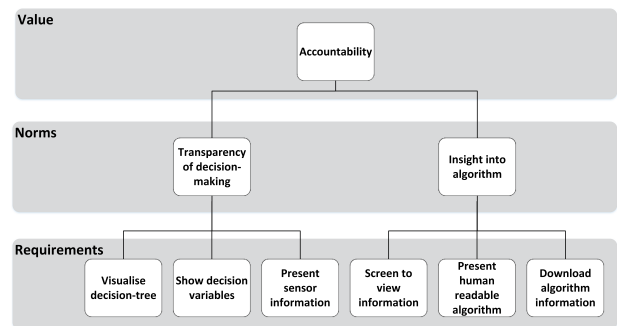 Value
Accountability
Norms
Transparency
of decision-
making
Insight into
algorithm
Requirements
Visualise
decision-tree
Show decision
variables
Present
sensor
information
Screen to
view
information
Present
human
readable
algorithm
Download
algorithm
information